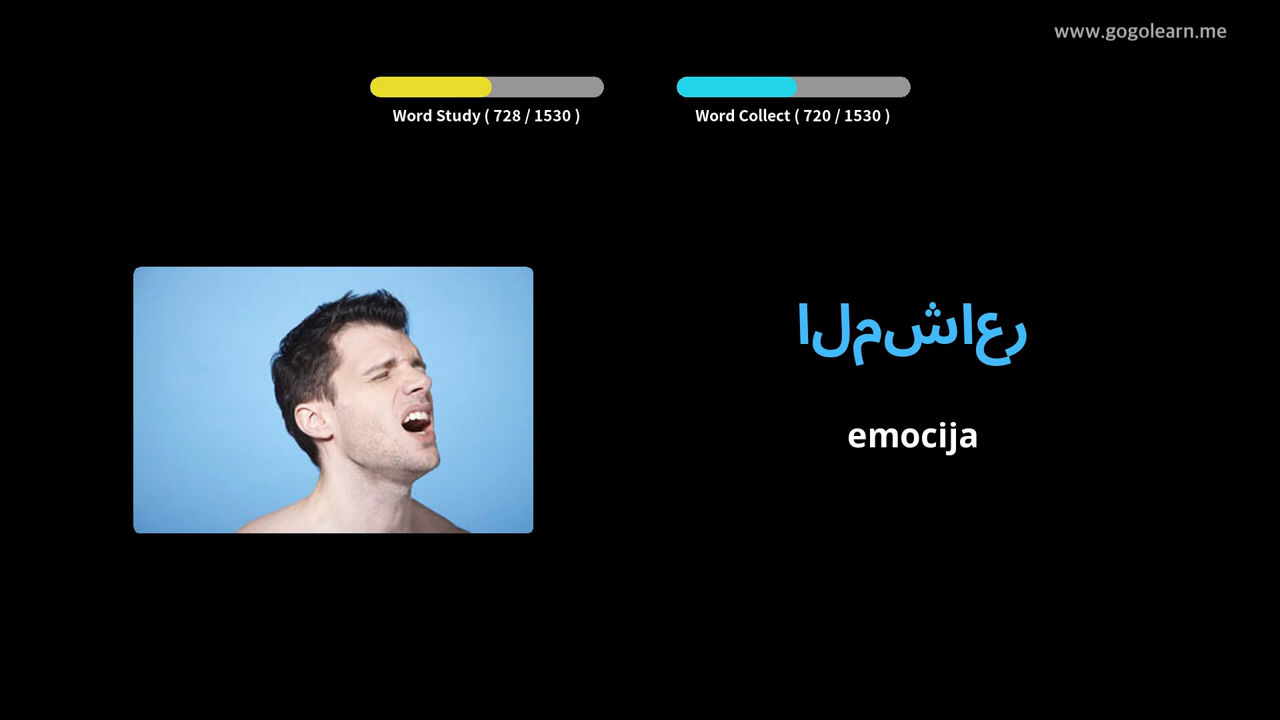 www.gogolearn.me
Word Study ( 728 / 1530 )
Word Collect ( 720 / 1530 )
المشاعر
emocija